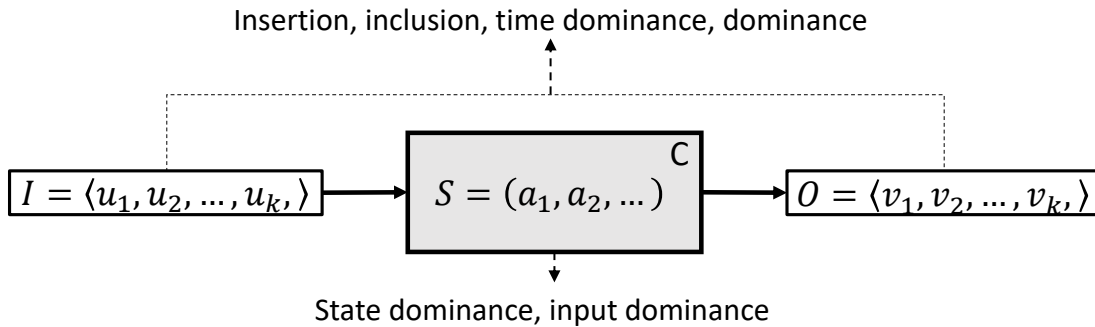 Insertion, inclusion, time dominance, dominance
C
I = ⟨u₁, u₂, …, uₖ, ⟩
S = (a₁, a₂, …)
O = ⟨v₁, v₂, …, vₖ, ⟩
State dominance, input dominance